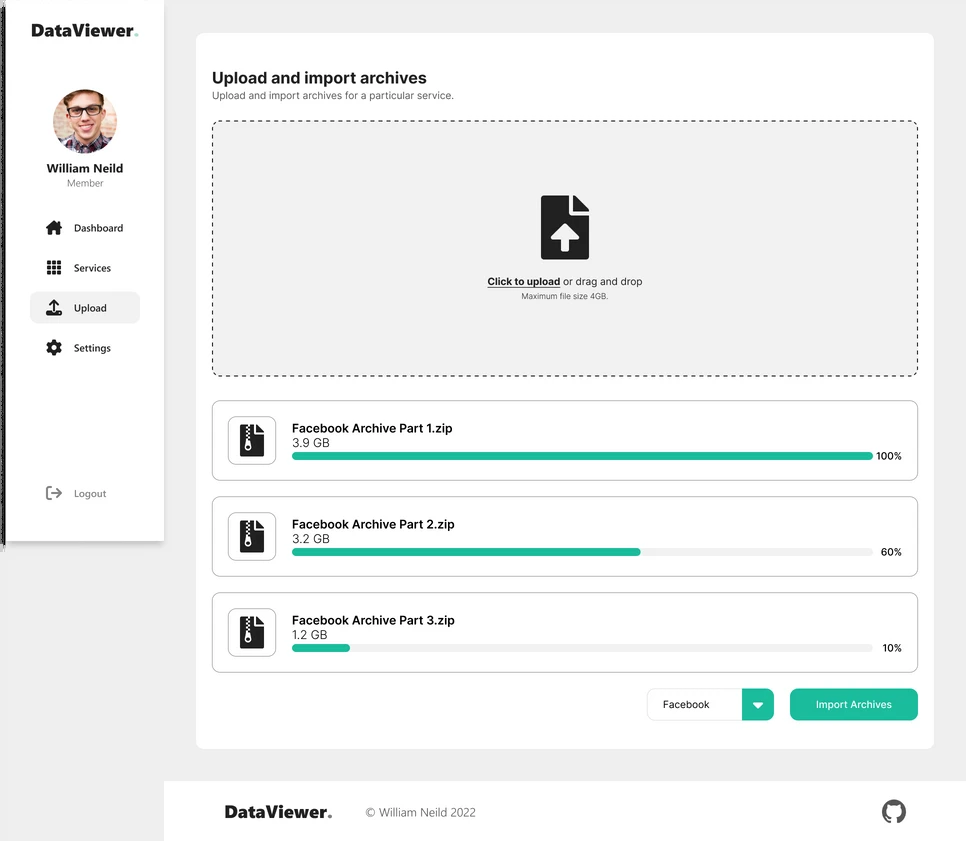 DataViewer.
William Neild
Member
Dashboard
Services
Upload
Settings
Logout
Upload and import archives
Upload and import archives for a particular service.
Click to upload or drag and drop
Maximum file size 4GB.
Facebook Archive Part 1.zip
3.9 GB
100%
Facebook Archive Part 2.zip
3.2 GB
60%
Facebook Archive Part 3.zip
1.2 GB
10%
Facebook
Import Archives
DataViewer.
© William Neild 2022